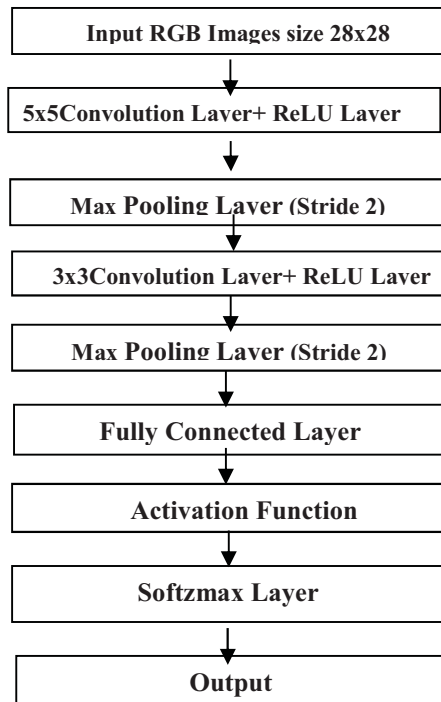 Input RGB Images size 28x28
5x5Convolution Layer+ ReLU Layer
Max Pooling Layer (Stride 2)
3x3Convolution Layer+ ReLU Layer
Max Pooling Layer (Stride 2)
Fully Connected Layer
Activation Function
Softzmax Layer
Output